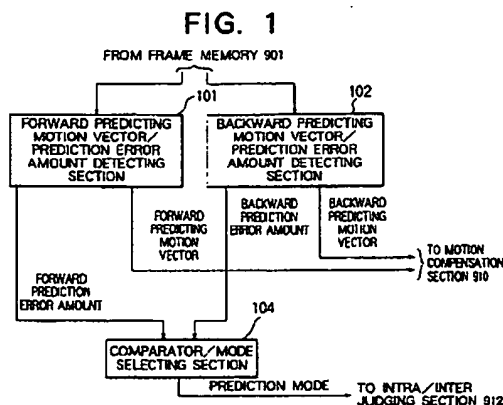 FIG. 1
FROM FRAME MEMORY 901
101
102
FORWARD PREDICTING
MOTION VECTOR/
PREDICTION ERROR
AMOUNT DETECTING
SECTION
BACKWARD PREDICTING
MOTION VECTOR/
PREDICTION ERROR
AMOUNT DETECTING
SECTION
FORWARD
PREDICTING
MOTION
VECTOR
BACKWARD
PREDICTION
ERROR AMOUNT
BACKWARD
PREDICTING
MOTION
VECTOR
TO MOTION
COMPENSATION
SECTION 910
FORWARD
PREDICTION
ERROR AMOUNT
104
COMPARATOR/MODE
SELECTING SECTION
PREDICTION MODE
TO INTRA/INTER
JUDGING SECTION 912